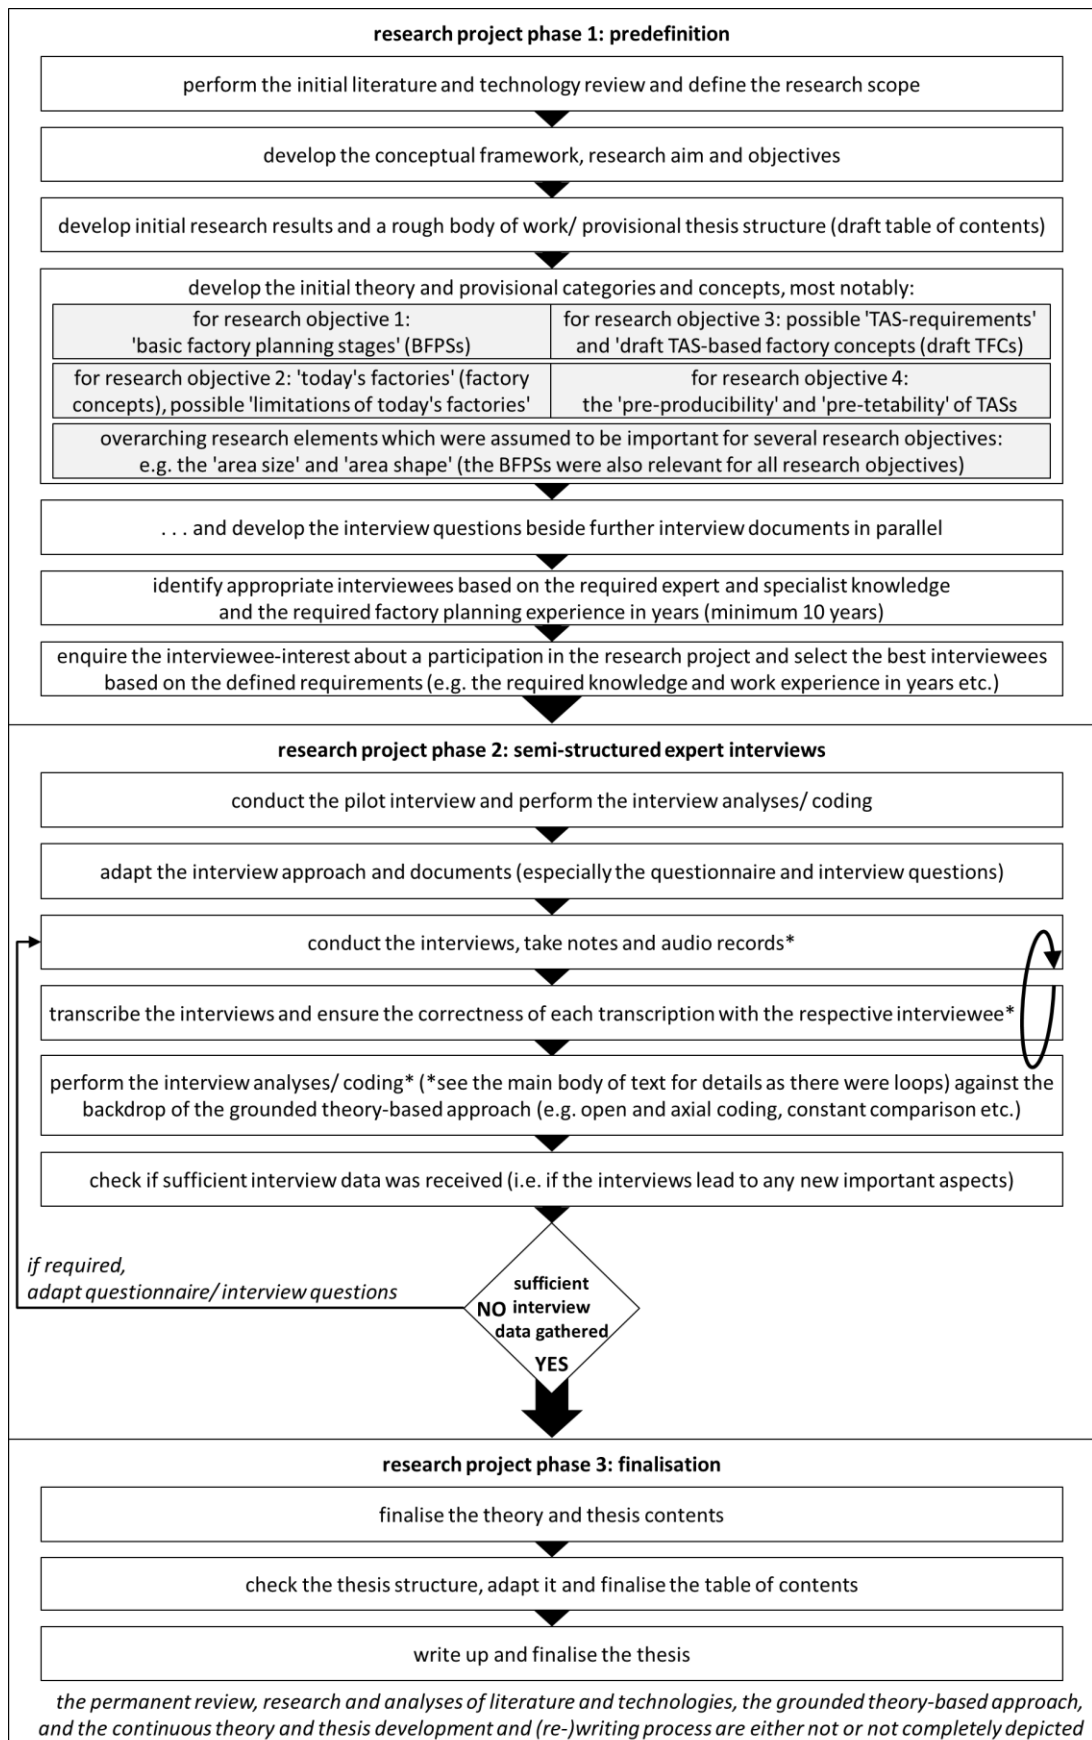 research project phase 1: predefinition
perform the initial literature and technology review and define the research scope
develop the conceptual framework, research aim and objectives
develop initial research results and a rough body of work/ provisional thesis structure (draft table of contents)
develop the initial theory and provisional categories and concepts, most notably:
for research objective 1:
'basic factory planning stages' (BFPSs)
for research objective 3: possible 'TAS-requirements'
and 'draft TAS-based factory concepts (draft TFCs)
for research objective 2: 'today's factories' (factory
concepts), possible 'limitations of today's factories'
for research objective 4:
the 'pre-producibility' and 'pre-tetability' of TASs
overarching research elements which were assumed to be important for several research objectives:
e.g. the 'area size' and 'area shape' (the BFPSs were also relevant for all research objectives)
. . . and develop the interview questions beside further interview documents in parallel
identify appropriate interviewees based on the required expert and specialist knowledge
and the required factory planning experience in years (minimum 10 years)
enquire the interviewee-interest about a participation in the research project and select the best interviewees
based on the defined requirements (e.g. the required knowledge and work experience in years etc.)
research project phase 2: semi-structured expert interviews
conduct the pilot interview and perform the interview analyses/ coding
adapt the interview approach and documents (especially the questionnaire and interview questions)
conduct the interviews, take notes and audio records*
transcribe the interviews and ensure the correctness of each transcription with the respective interviewee*
perform the interview analyses/ coding* (*see the main body of text for details as there were loops) against the
backdrop of the grounded theory-based approach (e.g. open and axial coding, constant comparison etc.)
check if sufficient interview data was received (i.e. if the interviews lead to any new important aspects)
if required,
adapt questionnaire/ interview questions
sufficient
NO interview
data gathered
YES
research project phase 3: finalisation
finalise the theory and thesis contents
check the thesis structure, adapt it and finalise the table of contents
write up and finalise the thesis
the permanent review, research and analyses of literature and technologies, the grounded theory-based approach,
and the continuous theory and thesis development and (re-)writing process are either not or not completely depicted